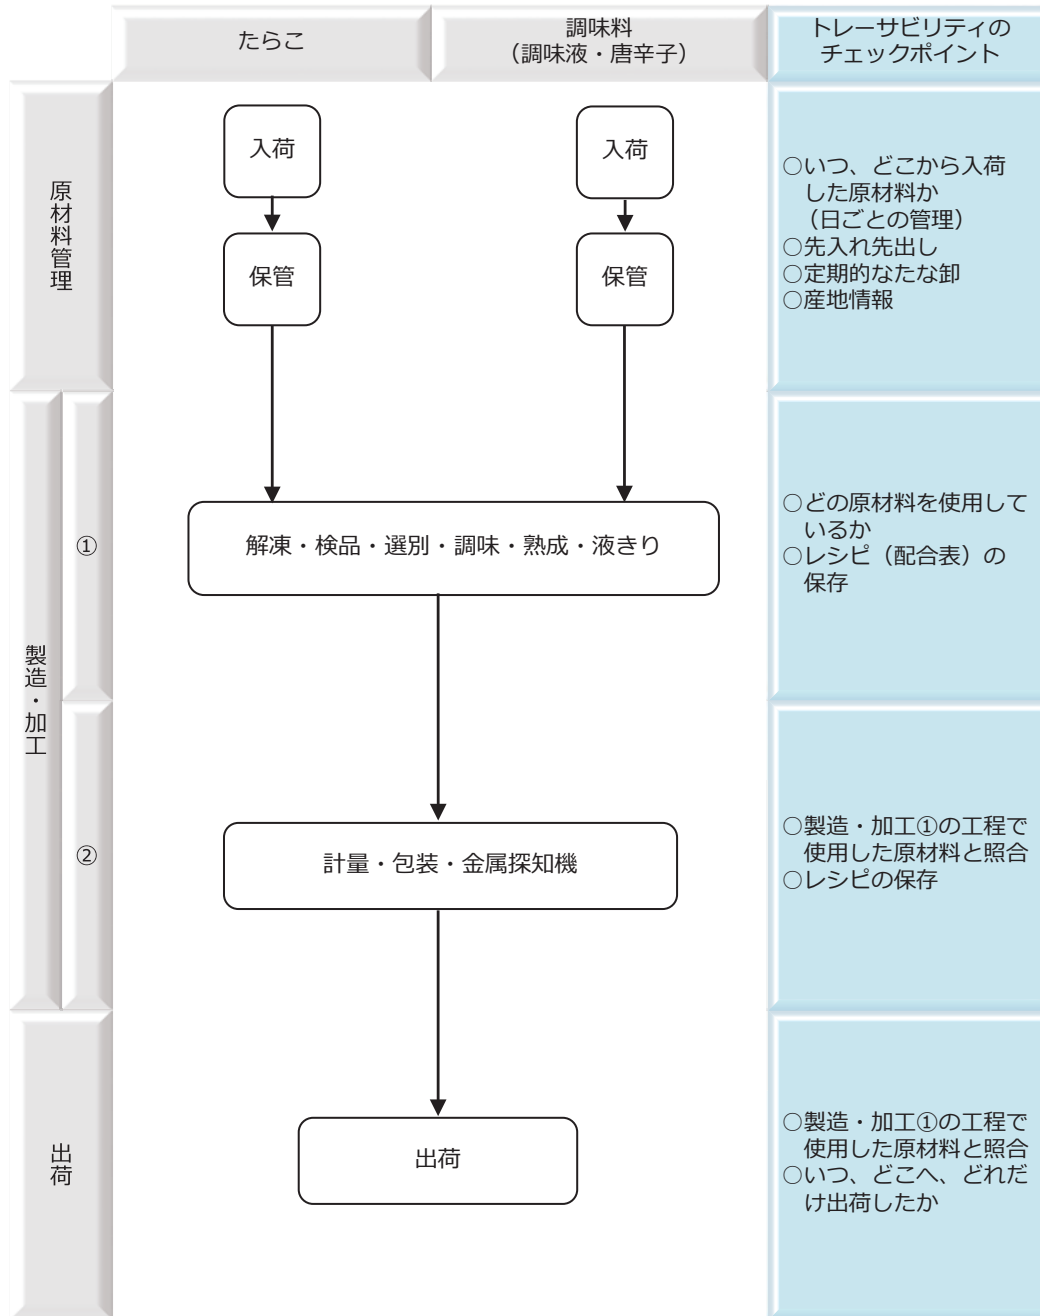 たらこ
調味料
（調味液・唐辛子）
トレーサビリティの
チェックポイント
原材料管理
入荷
入荷
保管
保管
○いつ、どこから入荷
した原材料か
（日ごとの管理）
○先入れ先出し
○定期的なたな卸
○産地情報
製造・加工
①
解凍・検品・選別・調味・熟成・液きり
○どの原材料を使用して
いるか
○レシピ（配合表）の
保存
②
計量・包装・金属探知機
○製造・加工①の工程で
使用した原材料と照合
○レシピの保存
出荷
出荷
○製造・加工①の工程で
使用した原材料と照合
○いつ、どこへ、どれだ
け出荷したか